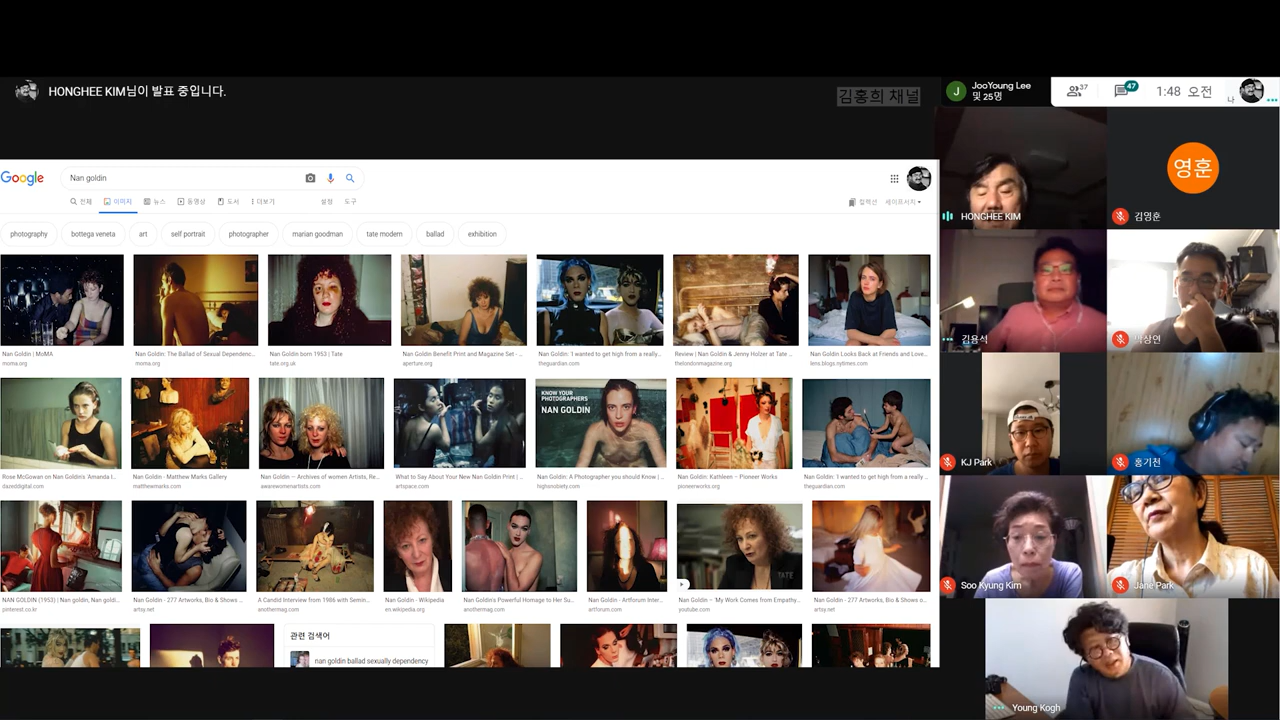 HONGHEE KIM님이 발표 중입니다.
김홍희 채널
J
JooYoung Lee
및 25명
37
47
1:48 오전
나
Google
Nan goldin
전체 이미지 뉴스 동영상 도서 더보기 설정 도구
컬렉션 세이프서치
photography bottega veneta art self portrait photographer marian goodman tate modern ballad exhibition
Nan Goldin | MoMA
moma.org
Nan Goldin: The Ballad of Sexual Dependenc...
moma.org
Nan Goldin born 1953 | Tate
tate.org.uk
Nan Goldin Benefit Print and Magazine Set - ...
aperture.org
Nan Goldin: 'I wanted to get high from a really...
theguardian.com
Review | Nan Goldin & Jenny Holzer at Tate ...
thelondonmagazine.org
Nan Goldin Looks Back at Friends and Love...
lens.blogs.nytimes.com
KNOW YOUR
PHOTOGRAPHERS
NAN GOLDIN
Rose McGowan on Nan Goldin's 'Amanda I...
dazeddigital.com
Nan Goldin - Matthew Marks Gallery
matthewmarks.com
Nan Goldin — Archives of women Artists, Re...
awarewomenartists.com
What to Say About Your New Nan Goldin Print | ...
artspace.com
Nan Goldin: A Photographer you Should Know | ...
highsnobiety.com
Nan Goldin: Kathleen – Pioneer Works
pioneerworks.org
Nan Goldin: 'I wanted to get high from a really ...
theguardian.com
TATE
NAN GOLDIN (1953) | Nan goldin, Nan goldi...
pinterest.co.kr
Nan Goldin - 277 Artworks, Bio & Shows ...
artsy.net
A Candid Interview from 1986 with Semin...
anothermag.com
Nan Goldin - Wikipedia
en.wikipedia.org
Nan Goldin's Powerful Homage to Her Su...
anothermag.com
Nan Goldin - Artforum Inter...
artforum.com
Nan Goldin – 'My Work Comes from Empathy...
youtube.com
Nan Goldin - 277 Artworks, Bio & Shows o...
artsy.net
관련 검색어
nan goldin ballad sexually dependency
HONGHEE KIM
영훈
김영훈
김용석
박상언
KJ Park
홍기천
Soo Kyung Kim
Jane Park
Young Kogh